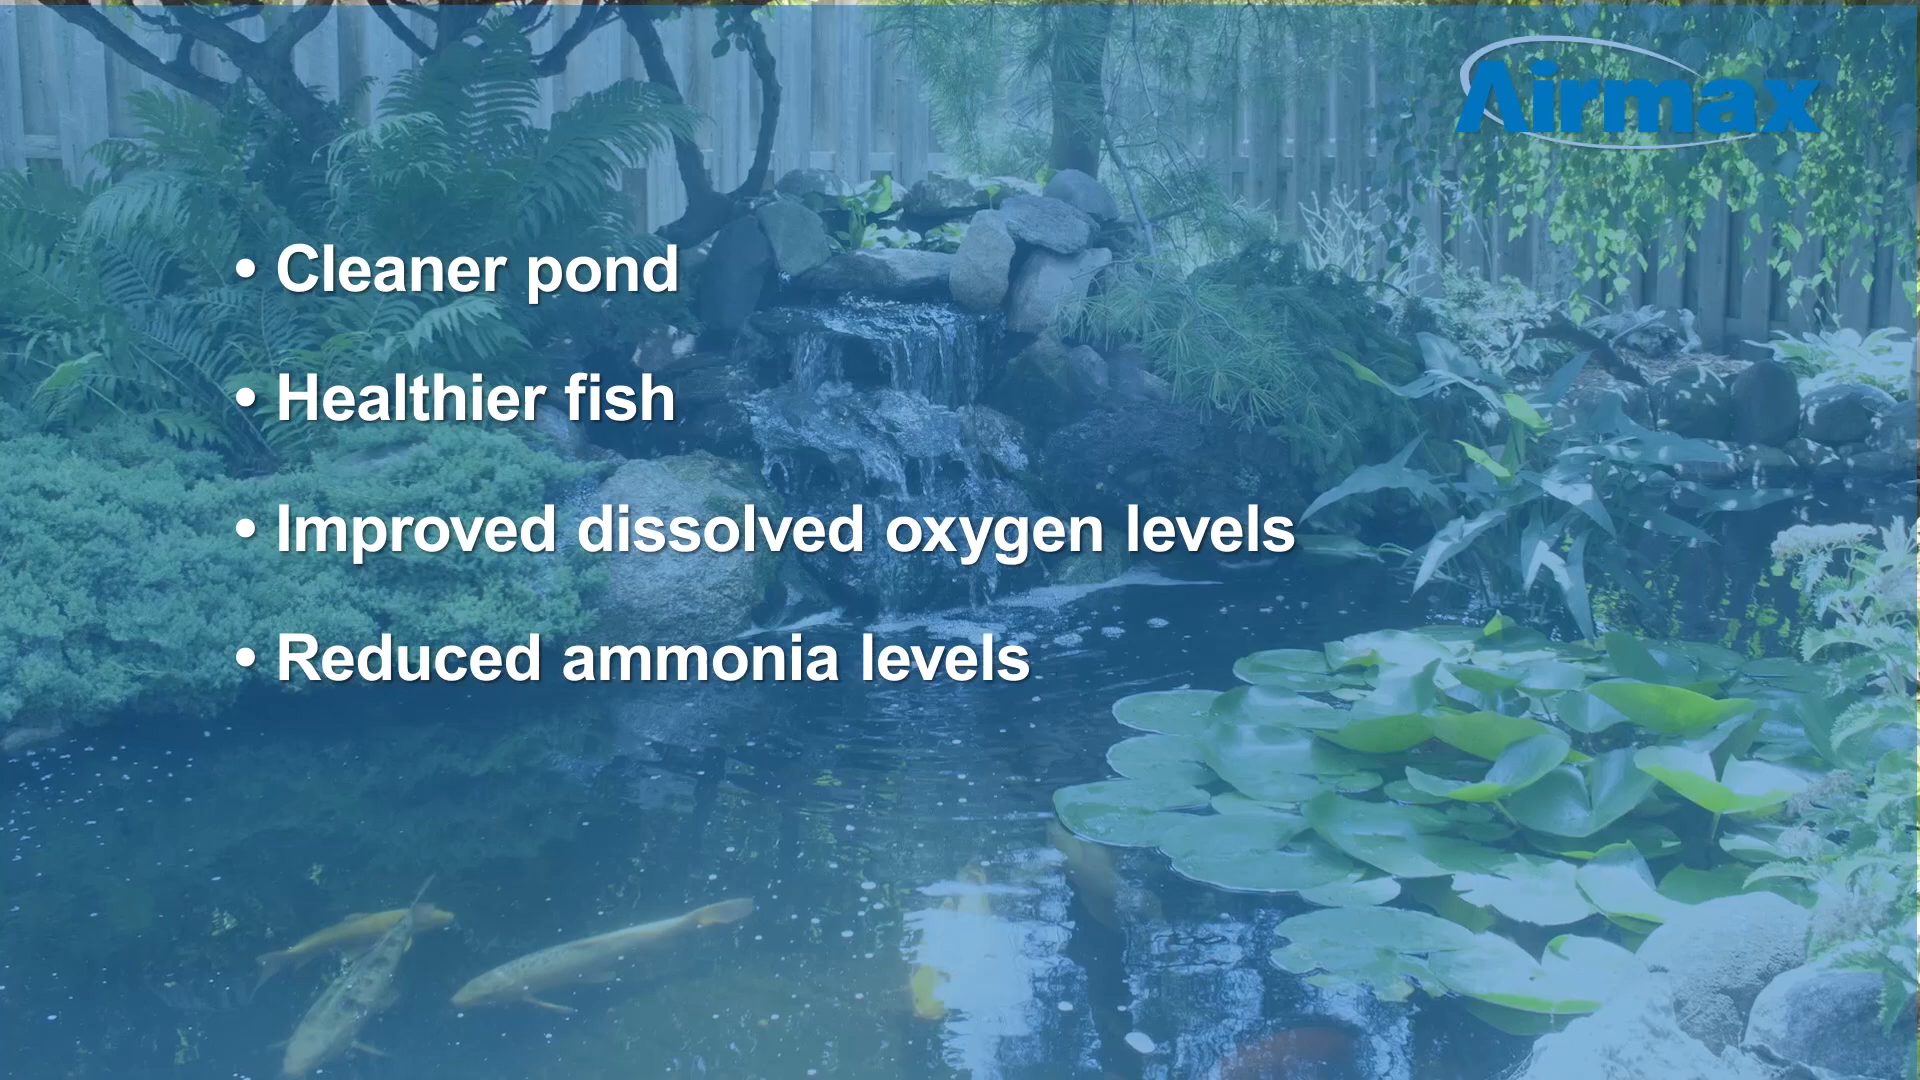 Airmax
• Cleaner pond
• Healthier fish
• Improved dissolved oxygen levels
• Reduced ammonia levels